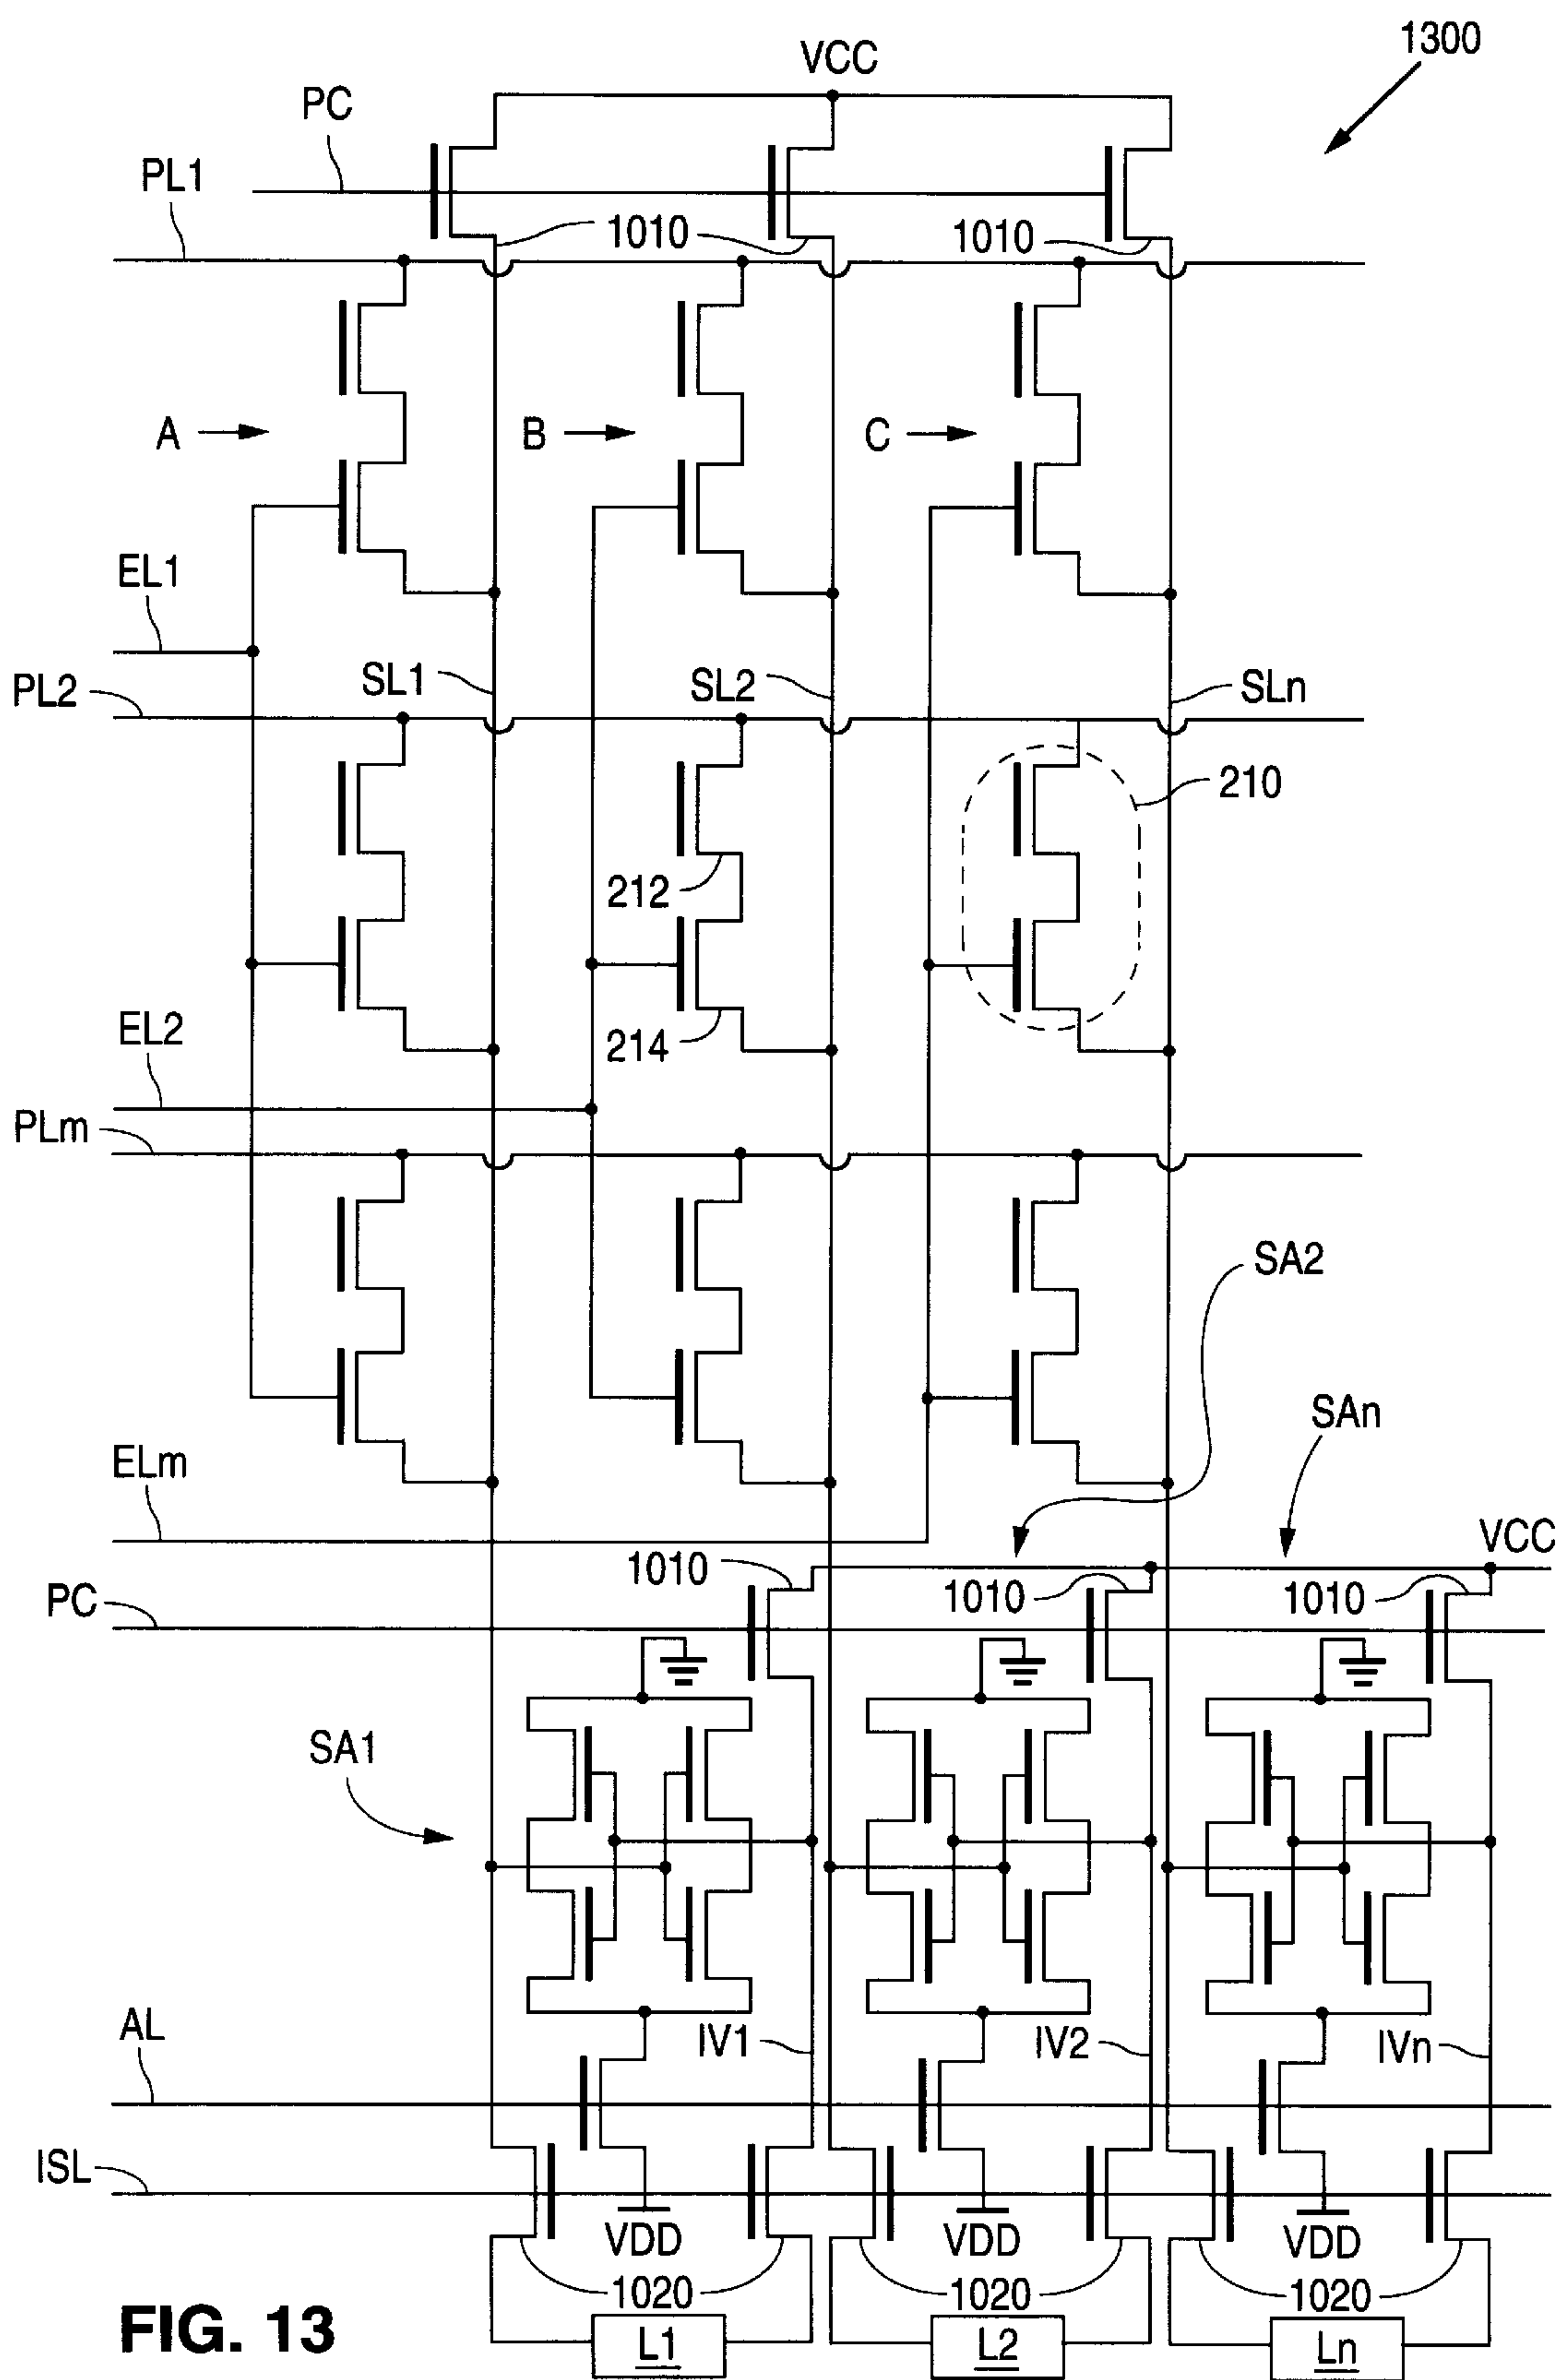 1300
VCC
PC
PL1
1010
1010
A
B
C
EL1
PL2
SL1
SL2
SLn
210
212
EL2
214
PLm
SA2
SAn
ELm
VCC
PC
1010
1010
1010
SA1
AL
IV1
IV2
IVn
ISL
VDD
VDD
VDD
1020
1020
1020
FIG. 13
L1
L2
Ln